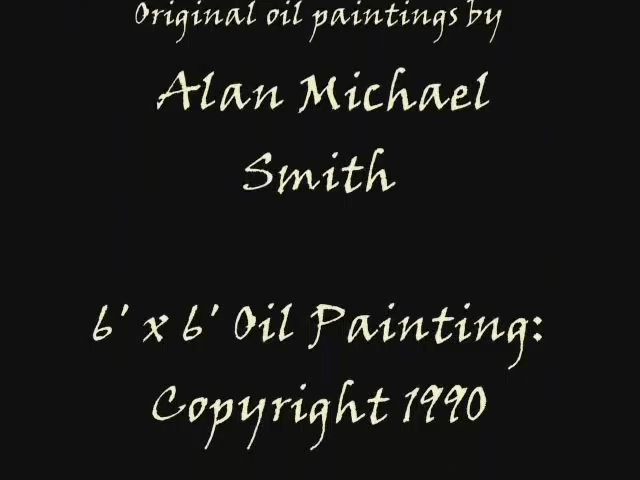 Original oil paintings by
Alan Michael
Smith
6' x 6' Oil Painting:
Copyright 1990